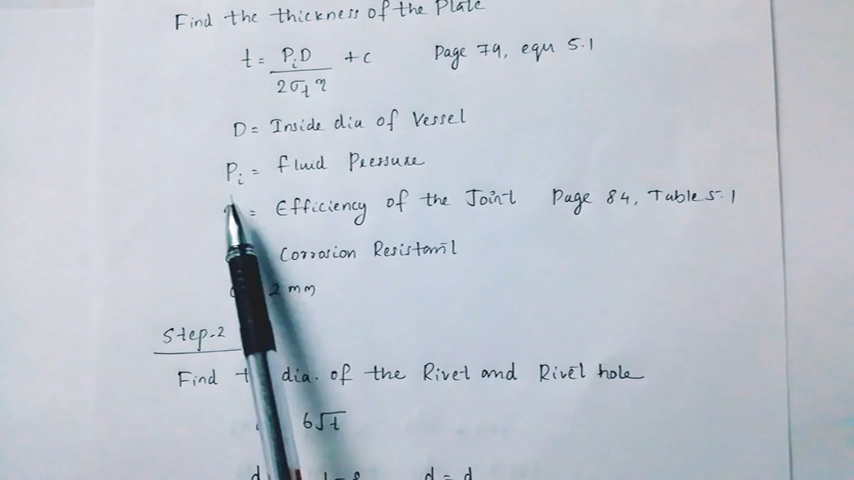 Find the thickness of the Plate
t = PiD / 2σt η + c Page 79, equn 5.1
D = Inside dia of Vessel
Pi = fluid Pressure
= Efficiency of the Joint Page 84, Table 5.1
Corrosion Resistant
2 mm
Step-2
Find dia. of the Rivet and Rivet hole
6√t
d d = d